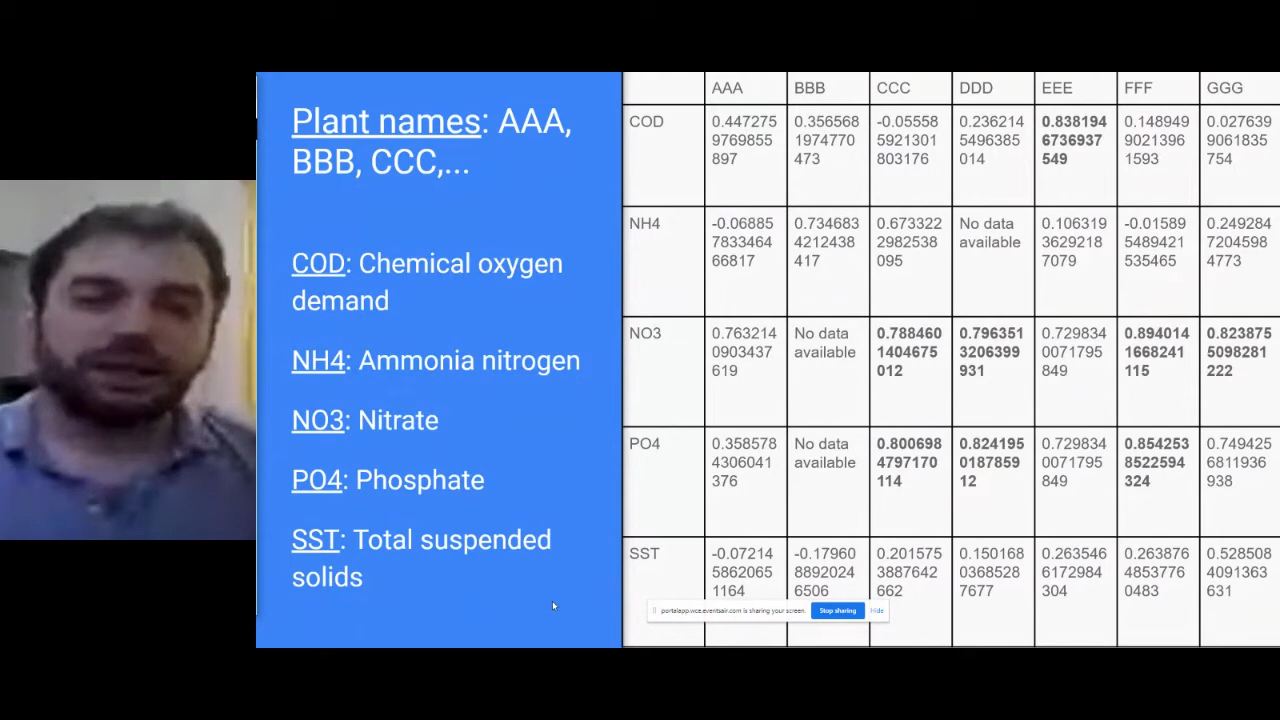 Plant names: AAA,
BBB, CCC,...
COD: Chemical oxygen
demand
NH4: Ammonia nitrogen
NO3: Nitrate
PO4: Phosphate
SST: Total suspended
solids
AAA BBB CCC DDD EEE FFF GGG
COD 0.447275 0.356568 -0.05558 0.236214 0.838194 0.148949 0.027639
9769855 1974770 5921301 5496385 6736937 9021396 9061835
897 473 803176 014 549 1593 754
NH4 -0.06885 0.734683 0.673322 No data 0.106319 -0.01589 0.249284
7833464 4212438 2982538 available 3629218 5489421 7204598
66817 417 095 7079 535465 4773
NO3 0.763214 No data 0.788460 0.796351 0.729834 0.894014 0.823875
0903437 available 1404675 3206399 0071795 1668241 5098281
619 012 931 849 115 222
PO4 0.358578 No data 0.800698 0.824195 0.729834 0.854253 0.749425
4306041 available 4797170 0187859 0071795 8522594 6811936
376 114 12 849 324 938
SST -0.07214 -0.17960 0.201575 0.150168 0.263546 0.263876 0.528508
5862065 8892024 3887642 0368528 6172984 4853776 4091363
1164 6506 662 7677 304 0483 631
portalapp.wce.eventsair.com is sharing your screen. Stop sharing Hide